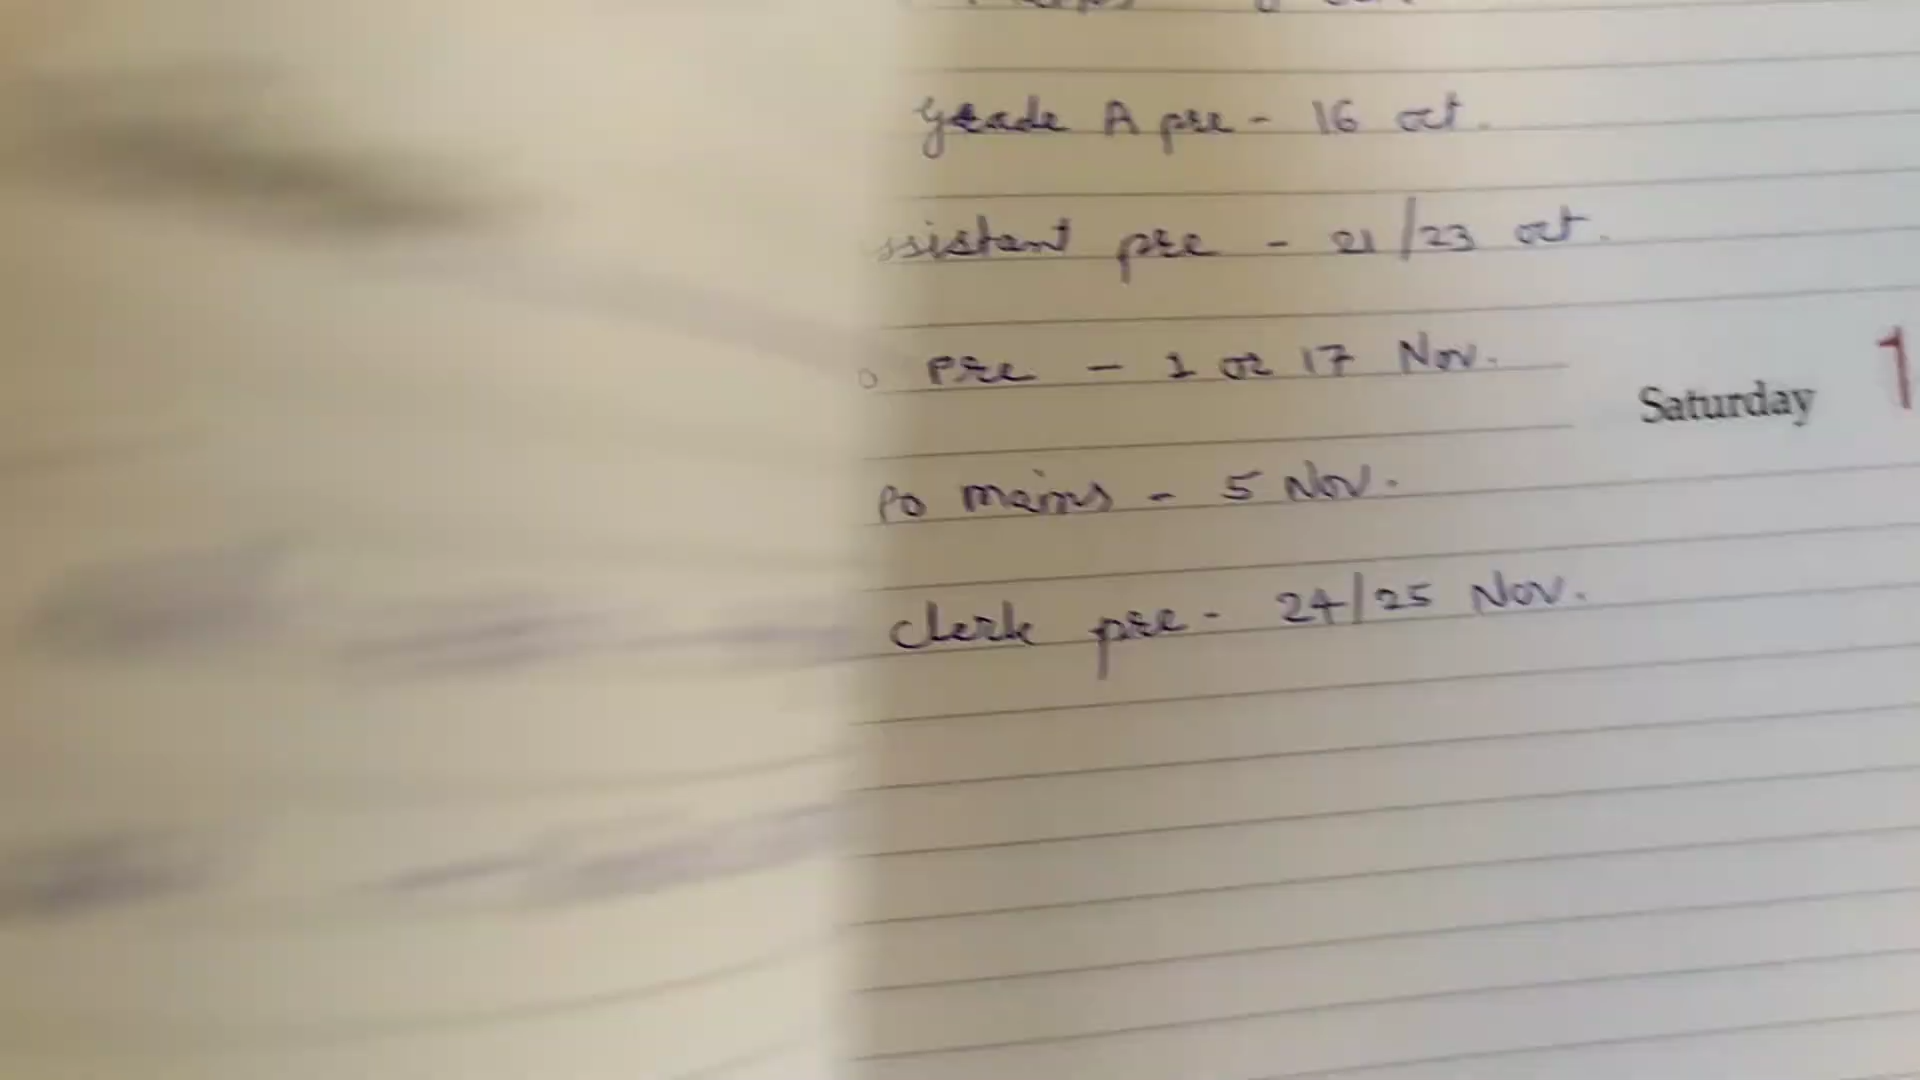 grade A pre - 16 oct.
ssistant pre - 21/23 oct.
o pre - 1 or 17 Nov.
Saturday 1
PO mains - 5 Nov.
Clerk pre - 24/25 Nov.